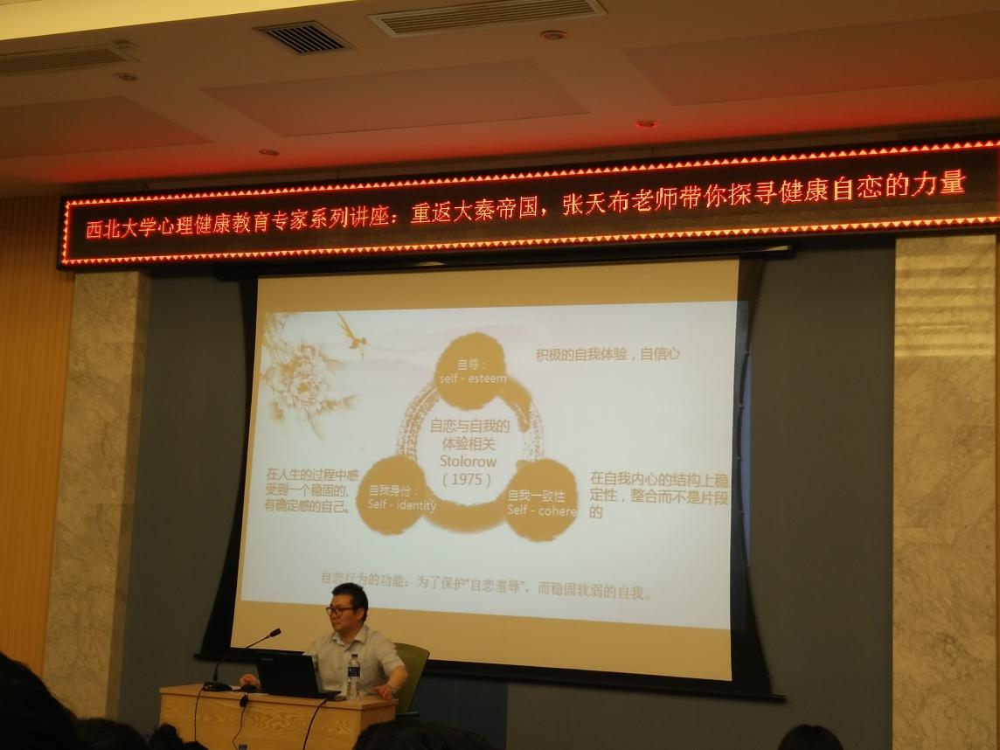 西北大学心理健康教育专家系列讲座：重返大秦帝国，张天布老师带你探寻健康自恋的力量
自尊：
self - esteem
积极的自我体验，自信心
自恋与自我的
体验相关
Stolorow
（1975）
在人生的过程中感
受到一个稳固的、
有确定感的自己。
自我身份：
Self - identity
自我一致性
Self - cohere
在自我内心的结构上稳
定性，整合而不是片段
的
自恋行为的功能：为了保护“自恋羞辱”，而稳固软弱的自我。